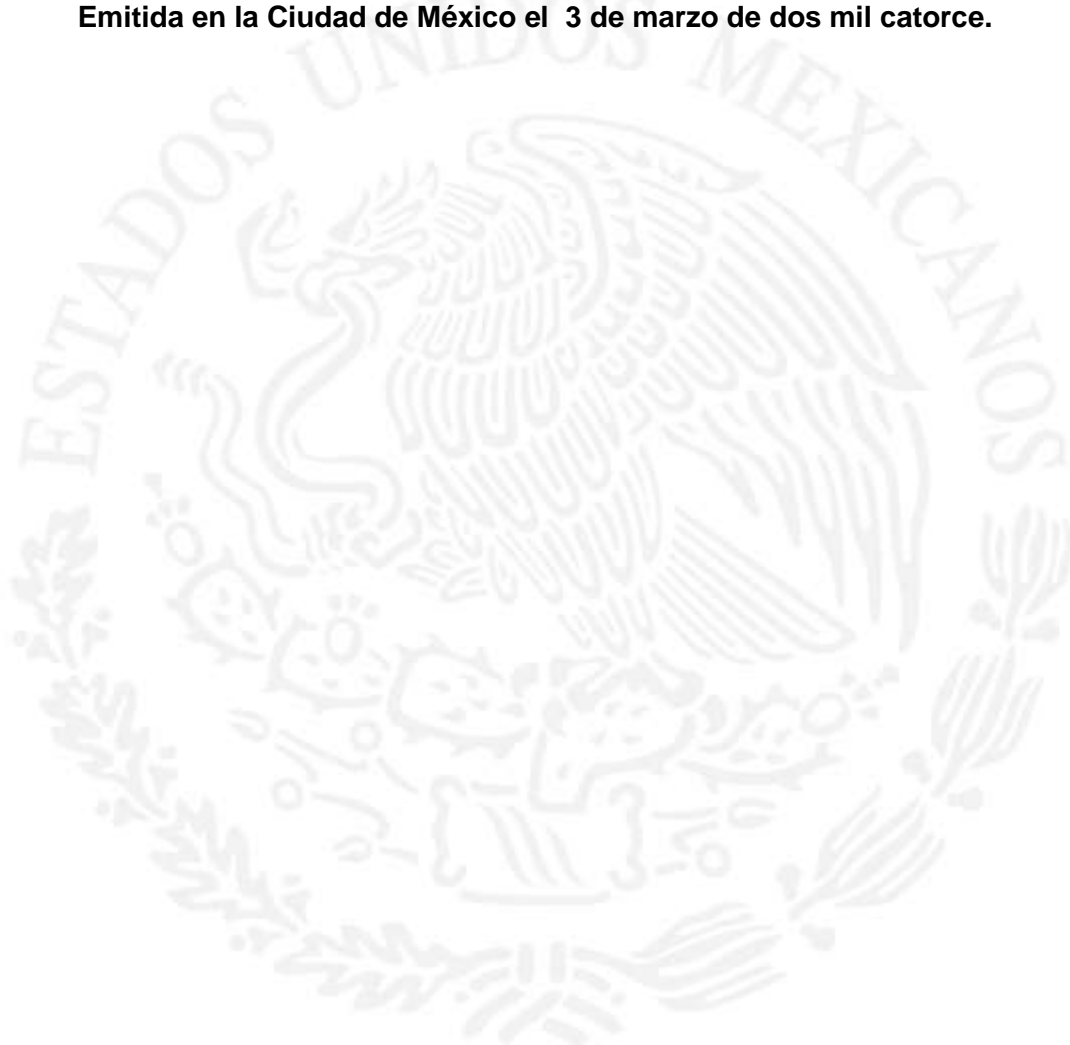 Emitida en la Ciudad de México el  3 de marzo de dos mil catorce.
ESTADOS UNIDOS MEXICANOS